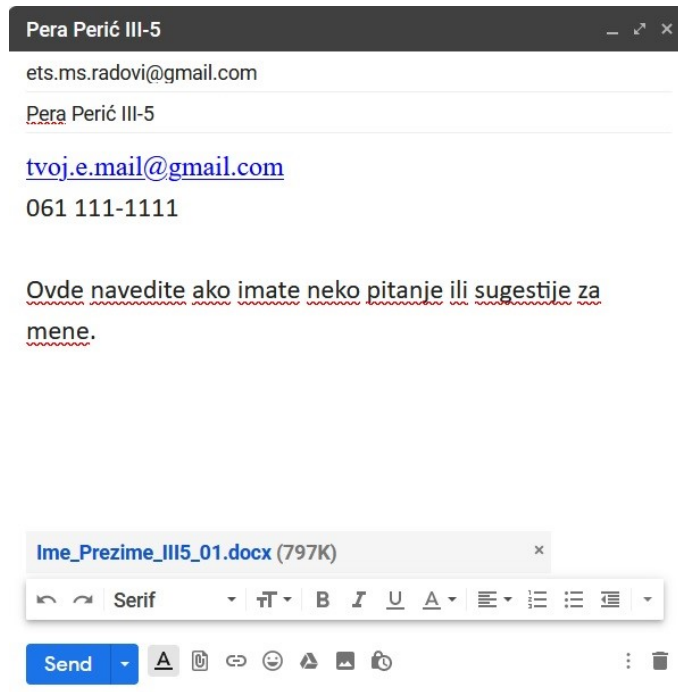 Pera Perić III-5
ets.ms.radovi@gmail.com
Pera Perić III-5
tvoj.e.mail@gmail.com
061 111-1111
Ovde navedite ako imate neko pitanje ili sugestije za
mene.
Ime_Prezime_III5_01.docx (797K)
Serif
Send